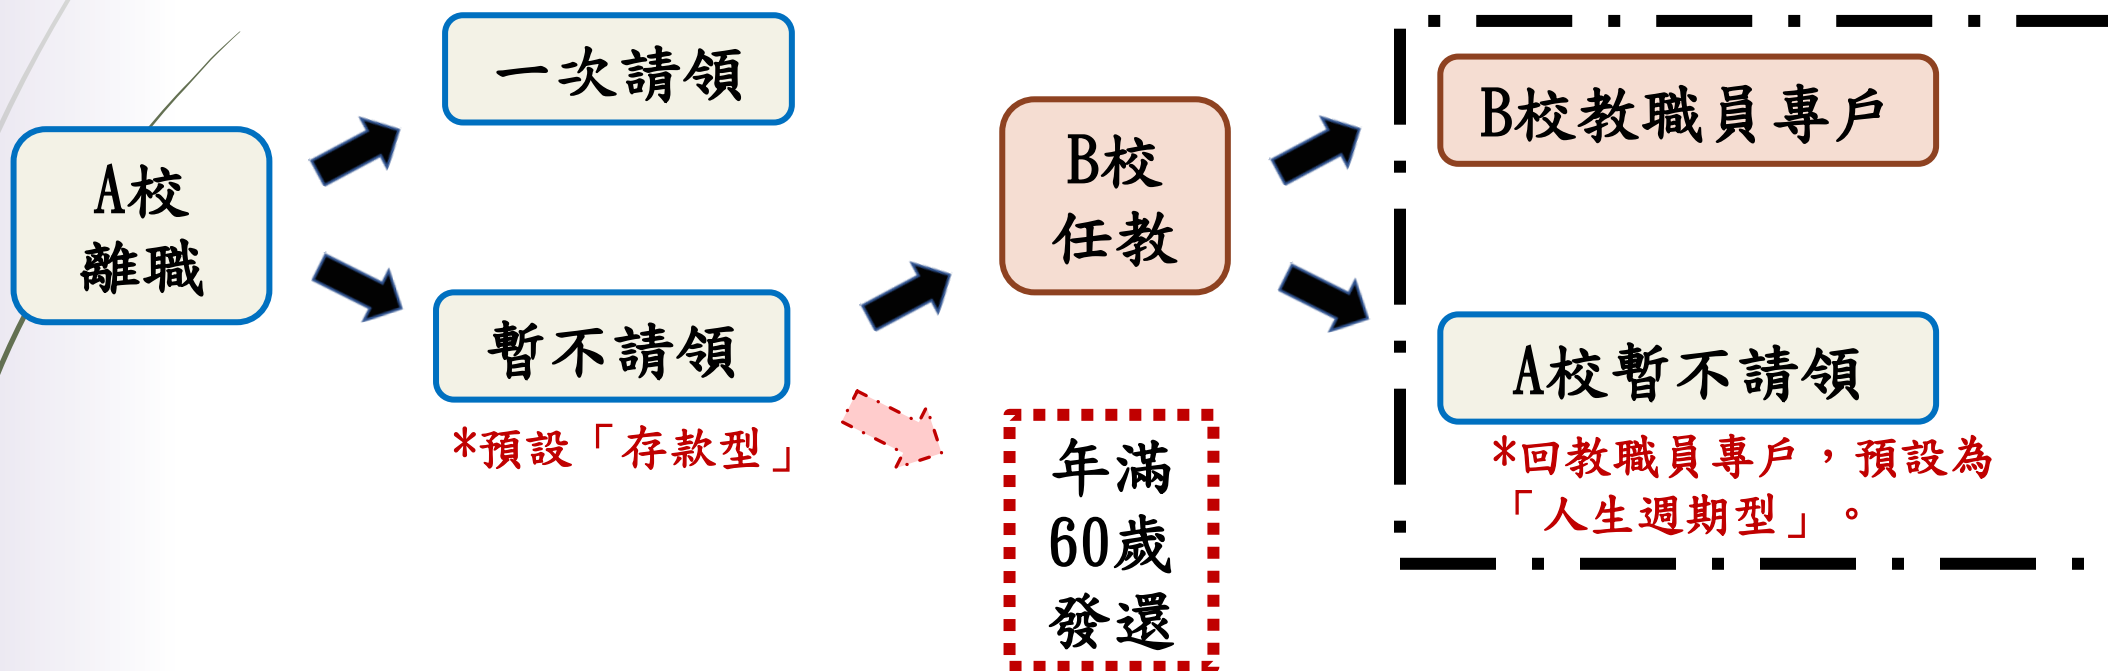 A校
離職
一次請領
暫不請領
*預設「存款型」
B校
任教
年滿
60歲
發還
B校教職員專戶
A校暫不請領
*回教職員專戶，預設為
「人生週期型」。